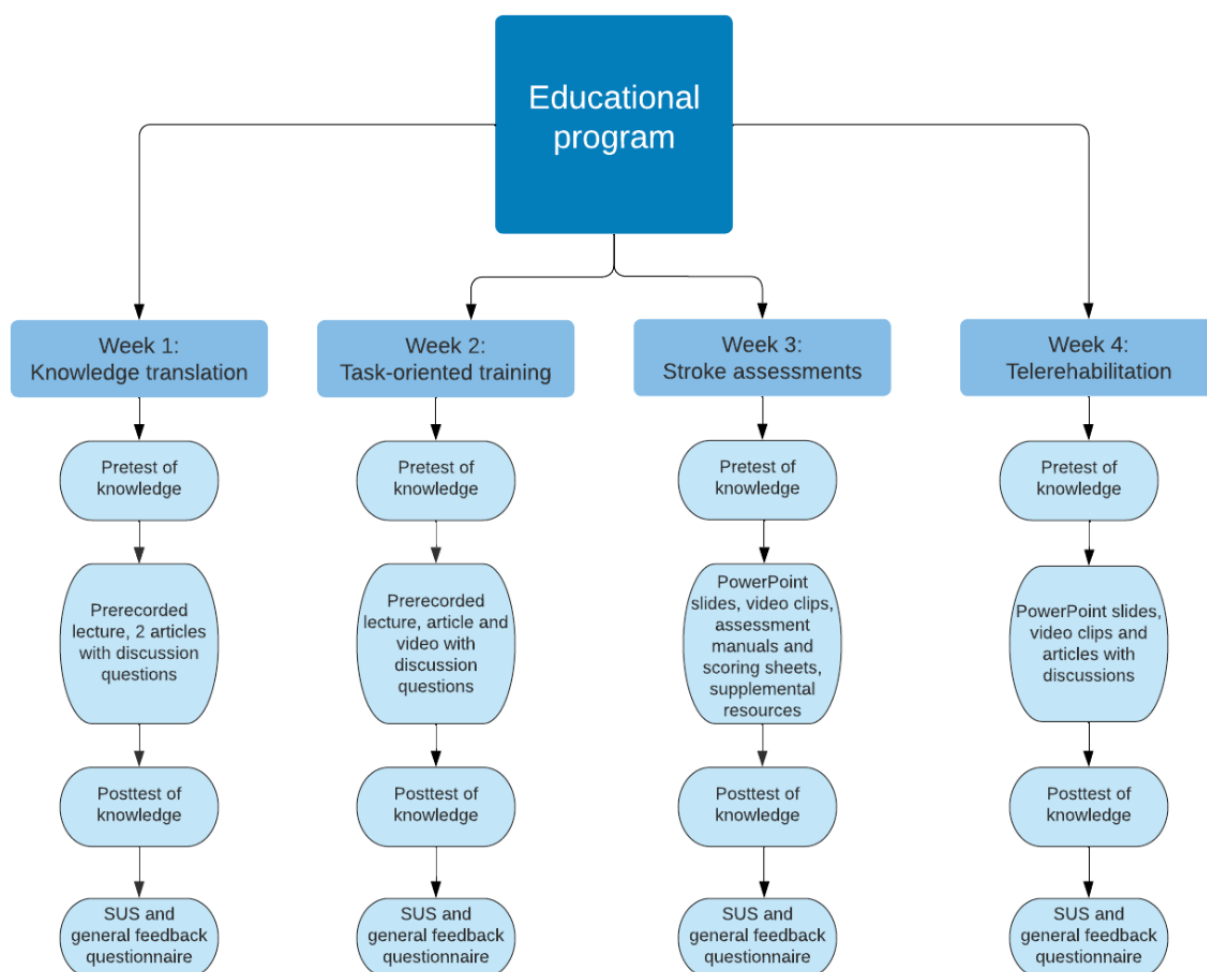 Educational
program
Week 1:
Knowledge translation
Week 2:
Task-oriented training
Week 3:
Stroke assessments
Week 4:
Telerehabilitation
Pretest of
knowledge
Pretest of
knowledge
Pretest of
knowledge
Pretest of
knowledge
Prerecorded
lecture, 2 articles
with discussion
questions
Prerecorded
lecture, article and
video with
discussion
questions
PowerPoint
slides, video clips,
assessment
manuals and
scoring sheets,
supplemental
resources
PowerPoint slides,
video clips and
articles with
discussions
Posttest of
knowledge
Posttest of
knowledge
Posttest of
knowledge
Posttest of
knowledge
SUS and
general feedback
questionnaire
SUS and
general feedback
questionnaire
SUS and
general feedback
questionnaire
SUS and
general feedback
questionnaire